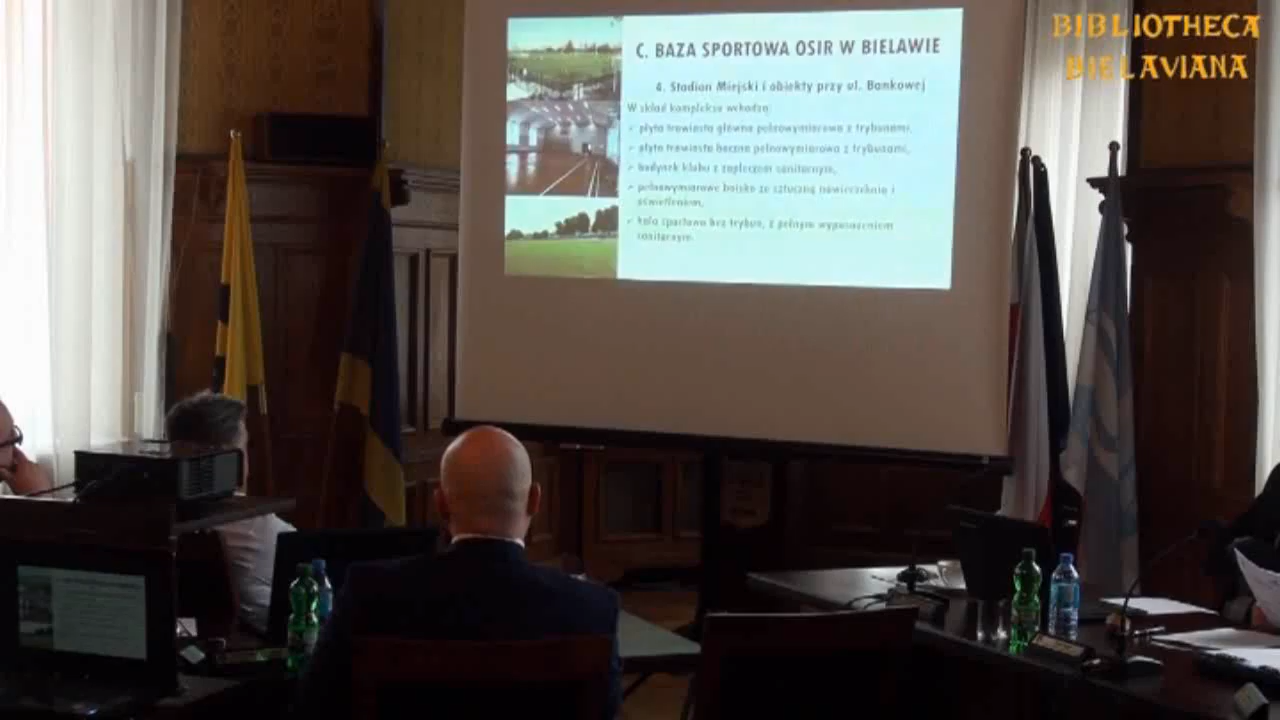 BIBLIOTHECA
BIELAVIANA
C. BAZA SPORTOWA OSIR W BIELAWIE
4. Stadion Miejski i obiekty przy ul. Bankowej
W skład kompleksu wchodzą:
płyta trawiasta główna pełnowymiarowa z trybunami,
płyta trawiasta boczna pełnowymiarowa z trybunami,
budynek klubu z zapleczem sanitarnym,
pełnowymiarowe boisko ze sztuczną nawierzchnią i
oświetleniem,
hala sportowa bez trybun, z pełnym wyposażeniem
sanitarnym.